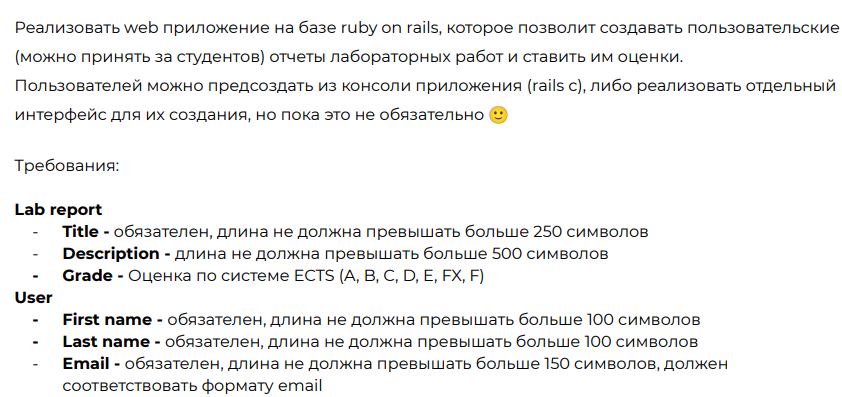 Реализовать web приложение на базе ruby on rails, которое позволит создавать пользовательские
(можно принять за студентов) отчеты лабораторных работ и ставить им оценки.
Пользователей можно предсоздать из консоли приложения (rails c), либо реализовать отдельный
интерфейс для их создания, но пока это не обязательно 🙂
Требования:
Lab report
- Title - обязателен, длина не должна превышать больше 250 символов
- Description - длина не должна превышать больше 500 символов
- Grade - Оценка по системе ECTS (A, B, C, D, E, FX, F)
User
- First name - обязателен, длина не должна превышать больше 100 символов
- Last name - обязателен, длина не должна превышать больше 100 символов
- Email - обязателен, длина не должна превышать больше 150 символов, должен
соответствовать формату email